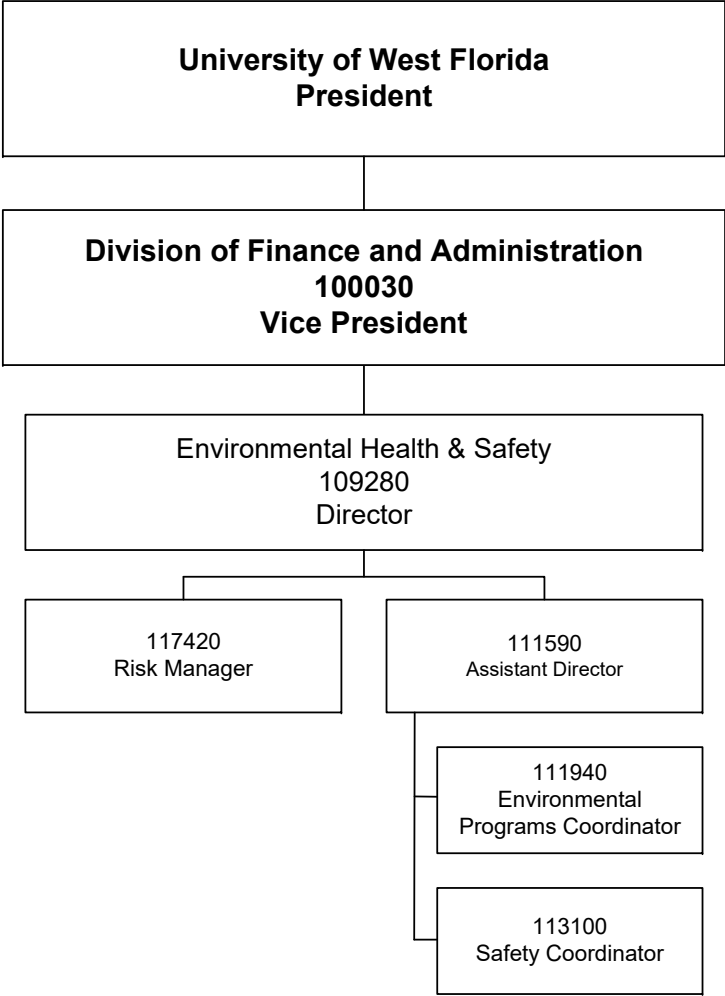 University of West Florida
President
Division of Finance and Administration
100030
Vice President
Environmental Health & Safety
109280
Director
117420
Risk Manager
111590
Assistant Director
111940
Environmental
Programs Coordinator
113100
Safety Coordinator